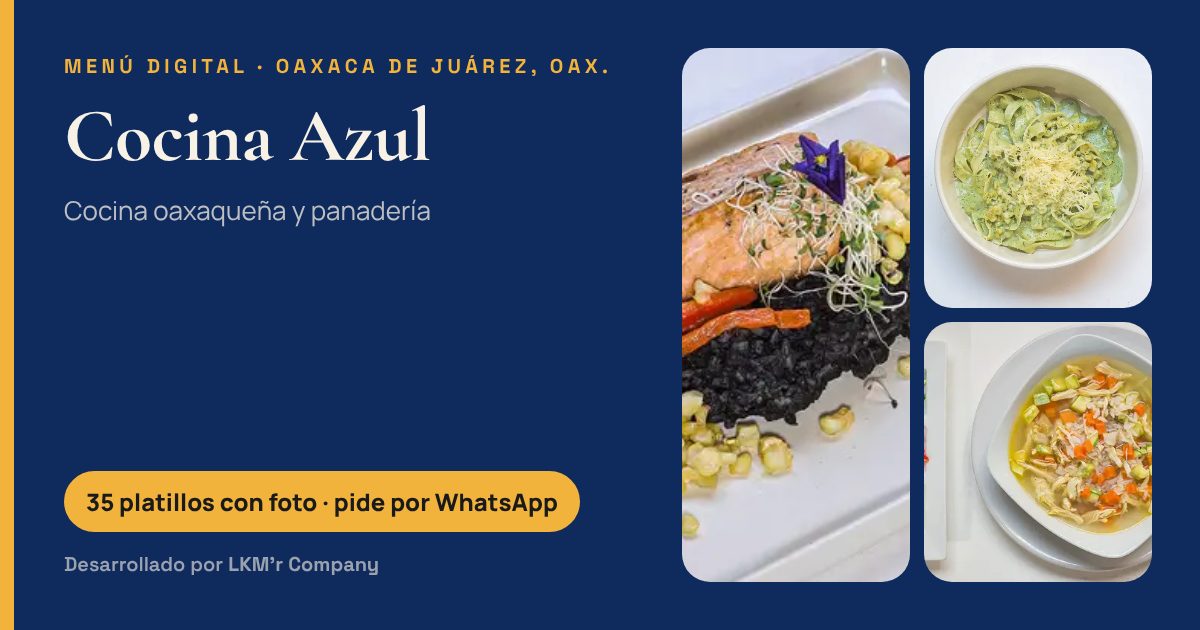 MENÚ DIGITAL · OAXACA DE JUÁREZ, OAX.
Cocina Azul
Cocina oaxaqueña y panadería
35 platillos con foto · pide por WhatsApp
Desarrollado por LKM'r Company